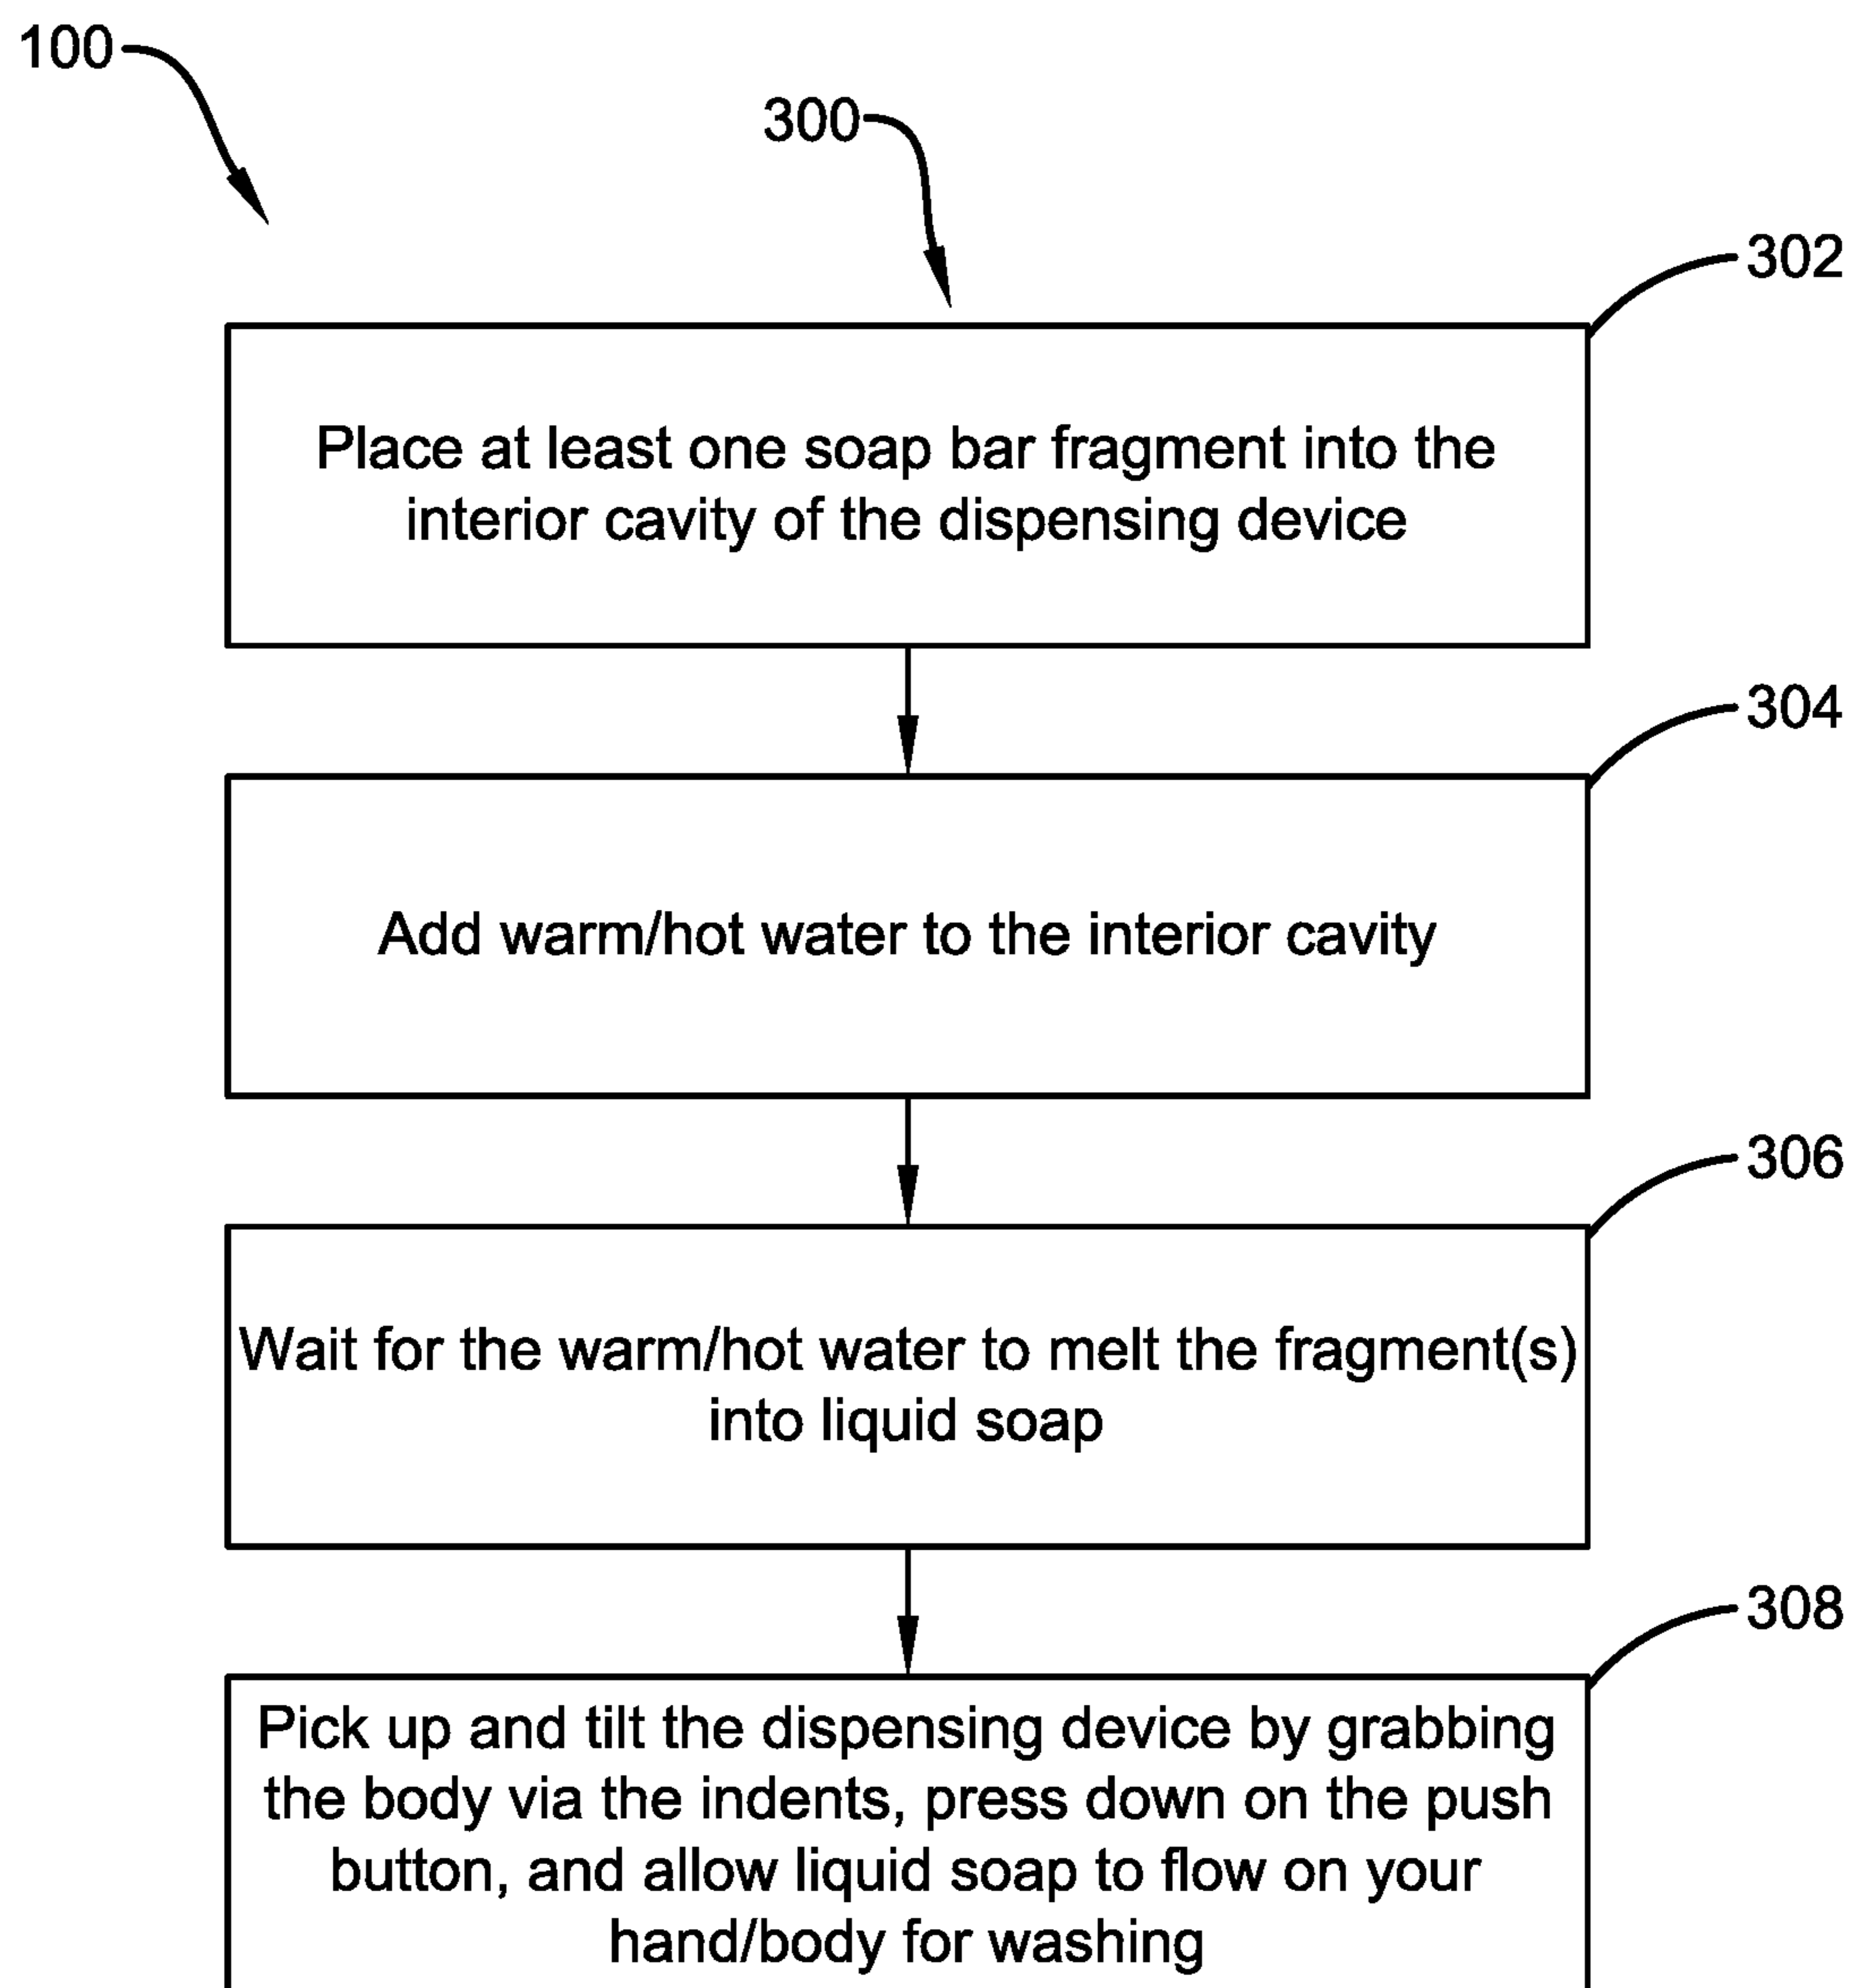 100
300
302
Place at least one soap bar fragment into the
interior cavity of the dispensing device
304
Add warm/hot water to the interior cavity
306
Wait for the warm/hot water to melt the fragment(s)
into liquid soap
308
Pick up and tilt the dispensing device by grabbing
the body via the indents, press down on the push
button, and allow liquid soap to flow on your
hand/body for washing